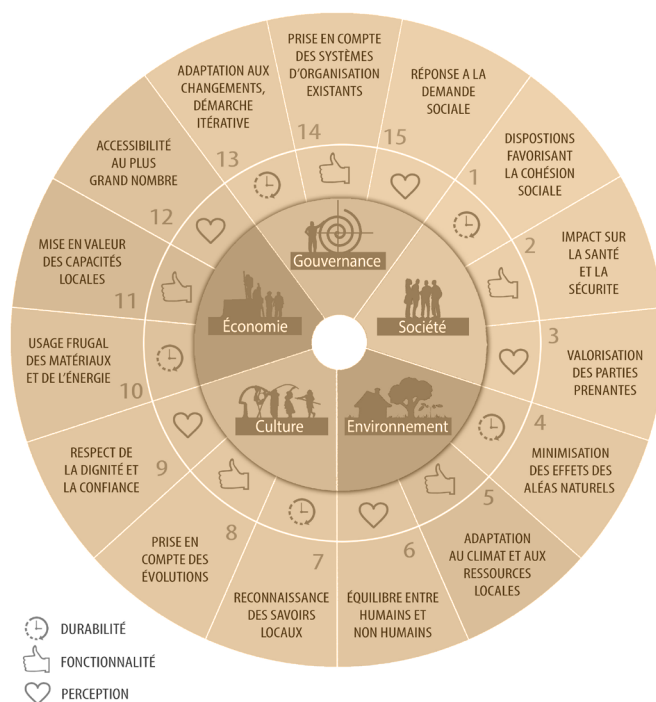 PRISE EN COMPTE
DES SYSTÈMES
D'ORGANISATION
EXISTANTS
14
RÉPONSE A LA
DEMANDE
SOCIALE
15
DISPOSTIONS
FAVORISANT
LA COHÉSION
SOCIALE
1
IMPACT SUR
LA SANTÉ
ET LA
SÉCURITE
2
VALORISATION
DES PARTIES
PRENANTES
3
MINIMISATION
DES EFFETS DES
ALÉAS NATURELS
4
ADAPTATION
AU CLIMAT ET AUX
RESSOURCES
LOCALES
5
ÉQUILIBRE ENTRE
HUMAINS ET
NON HUMAINS
6
RECONNAISSANCE
DES SAVOIRS
LOCAUX
7
PRISE EN
COMPTE DES
ÉVOLUTIONS
8
RESPECT DE
LA DIGNITÉ ET
LA CONFIANCE
9
USAGE FRUGAL
DES MATÉRIAUX
ET DE L'ÉNERGIE
10
MISE EN VALEUR
DES CAPACITÉS
LOCALES
11
ACCESSIBILITÉ
AU PLUS
GRAND NOMBRE
12
ADAPTATION AUX
CHANGEMENTS,
DÉMARCHE
ITÉRATIVE
13
Gouvernance
Société
Environnement
Culture
Économie
DURABILITÉ
FONCTIONNALITÉ
PERCEPTION